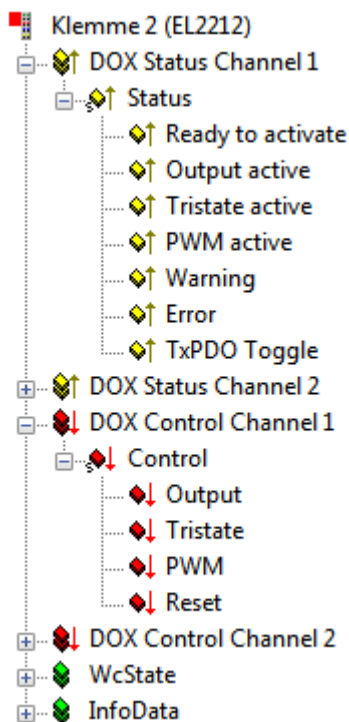 Klemme 2 (EL2212)
DOX Status Channel 1
Status
Ready to activate
Output active
Tristate active
PWM active
Warning
Error
TxPDO Toggle
DOX Status Channel 2
DOX Control Channel 1
Control
Output
Tristate
PWM
Reset
DOX Control Channel 2
WcState
InfoData